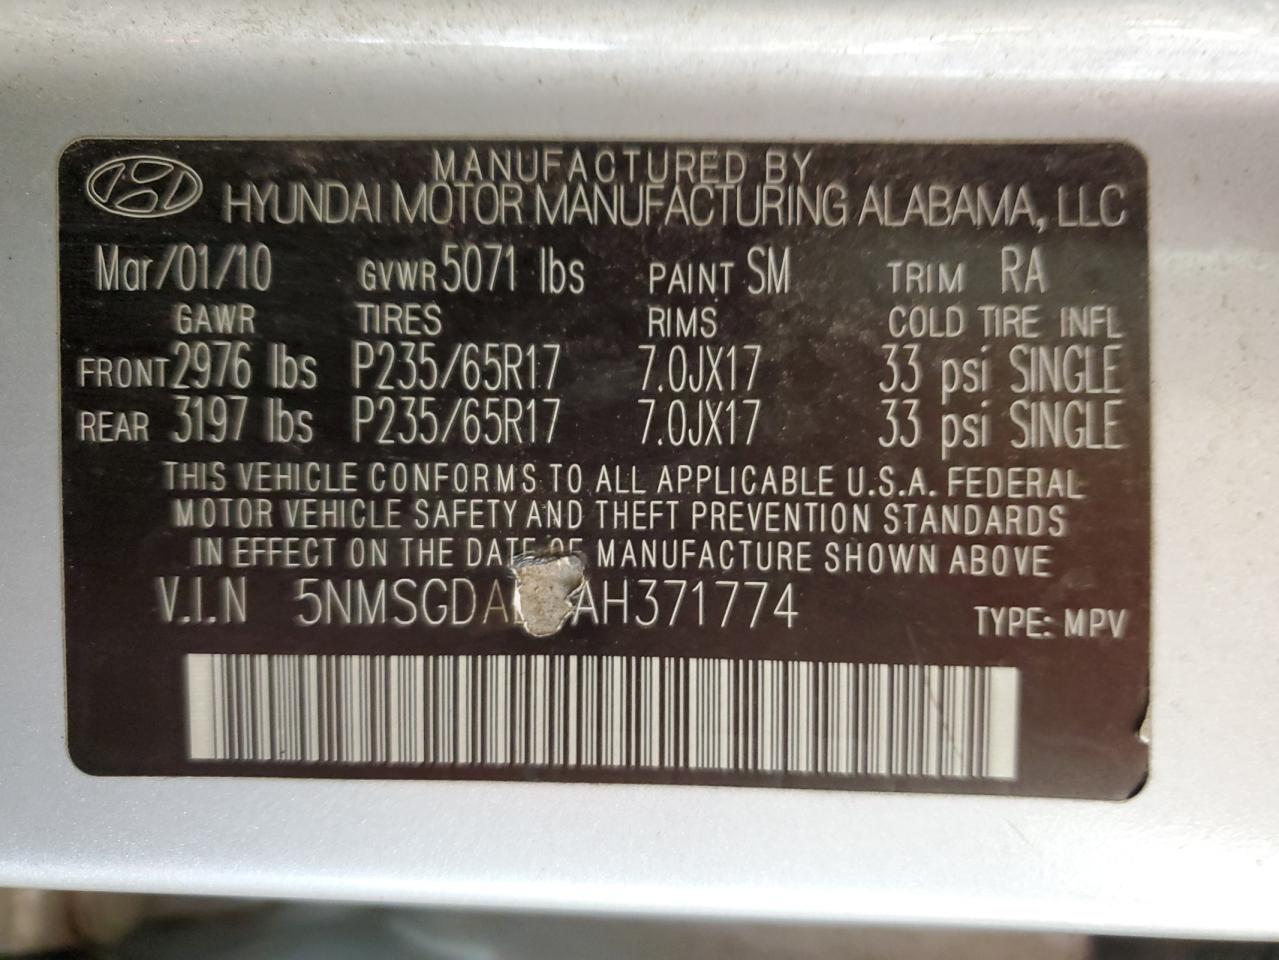 MANUFACTURED BY
HYUNDAI MOTOR MANUFACTURING ALABAMA, LLC
Mar/01/10 GVWR 5071 lbs PAINT SM TRIM RA
GAWR TIRES RIMS COLD TIRE INFL
FRONT 2976 lbs P235/65R17 7.0JX17 33 psi SINGLE
REAR 3197 lbs P235/65R17 7.0JX17 33 psi SINGLE
THIS VEHICLE CONFORMS TO ALL APPLICABLE U.S.A. FEDERAL
MOTOR VEHICLE SAFETY AND THEFT PREVENTION STANDARDS
IN EFFECT ON THE DATE OF MANUFACTURE SHOWN ABOVE
V.I.N TYPE: MPV